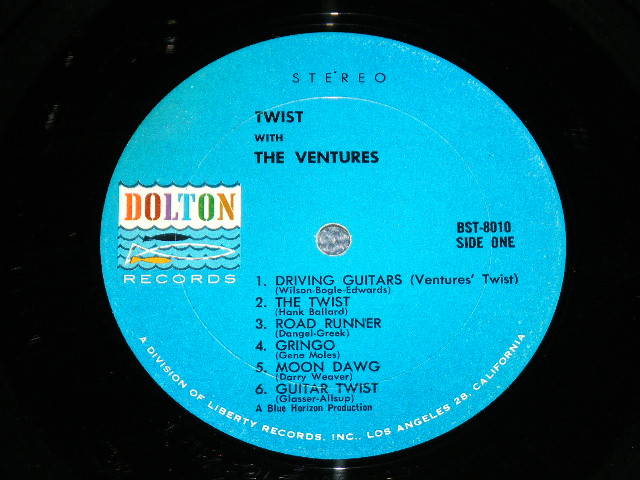 STEREO
TWIST
WITH
THE VENTURES
DOLTON
RECORDS
BST-8010
SIDE ONE
1. DRIVING GUITARS (Ventures' Twist)
(Wilson-Bogle-Edwards)
2. THE TWIST
(Hank Ballard)
3. ROAD RUNNER
(Dangel-Greek)
4. GRINGO
(Gene Moles)
5. MOON DAWG
(Darry Weaver)
6. GUITAR TWIST
(Glasser-Allsup)
A Blue Horizon Production
A DIVISION OF LIBERTY RECORDS, INC., LOS ANGELES 28, CALIFORNIA